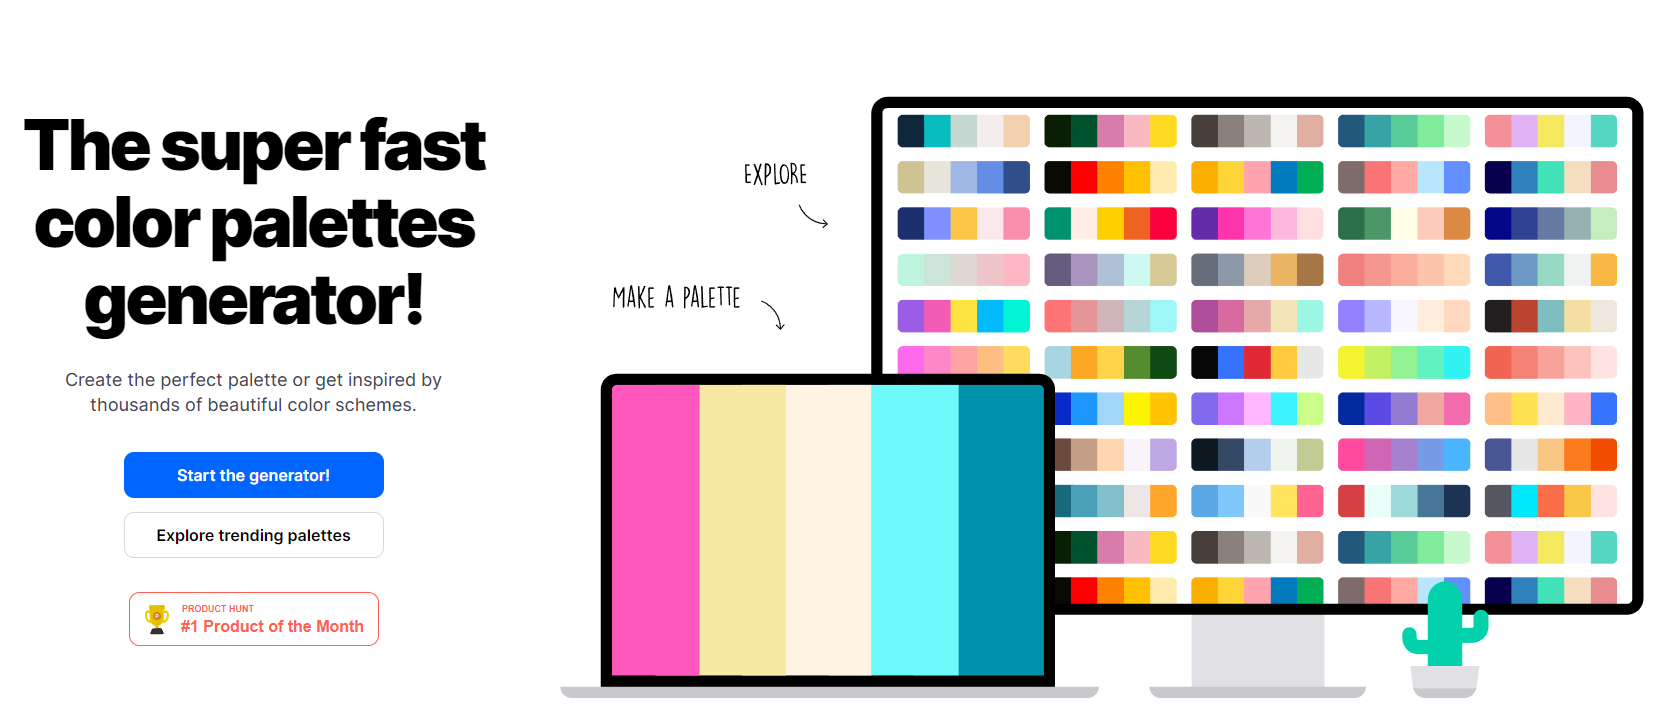 The super fast
color palettes
generator!
Create the perfect palette or get inspired by
thousands of beautiful color schemes.
Start the generator!
Explore trending palettes
PRODUCT HUNT
#1 Product of the Month
EXPLORE
MAKE A PALETTE